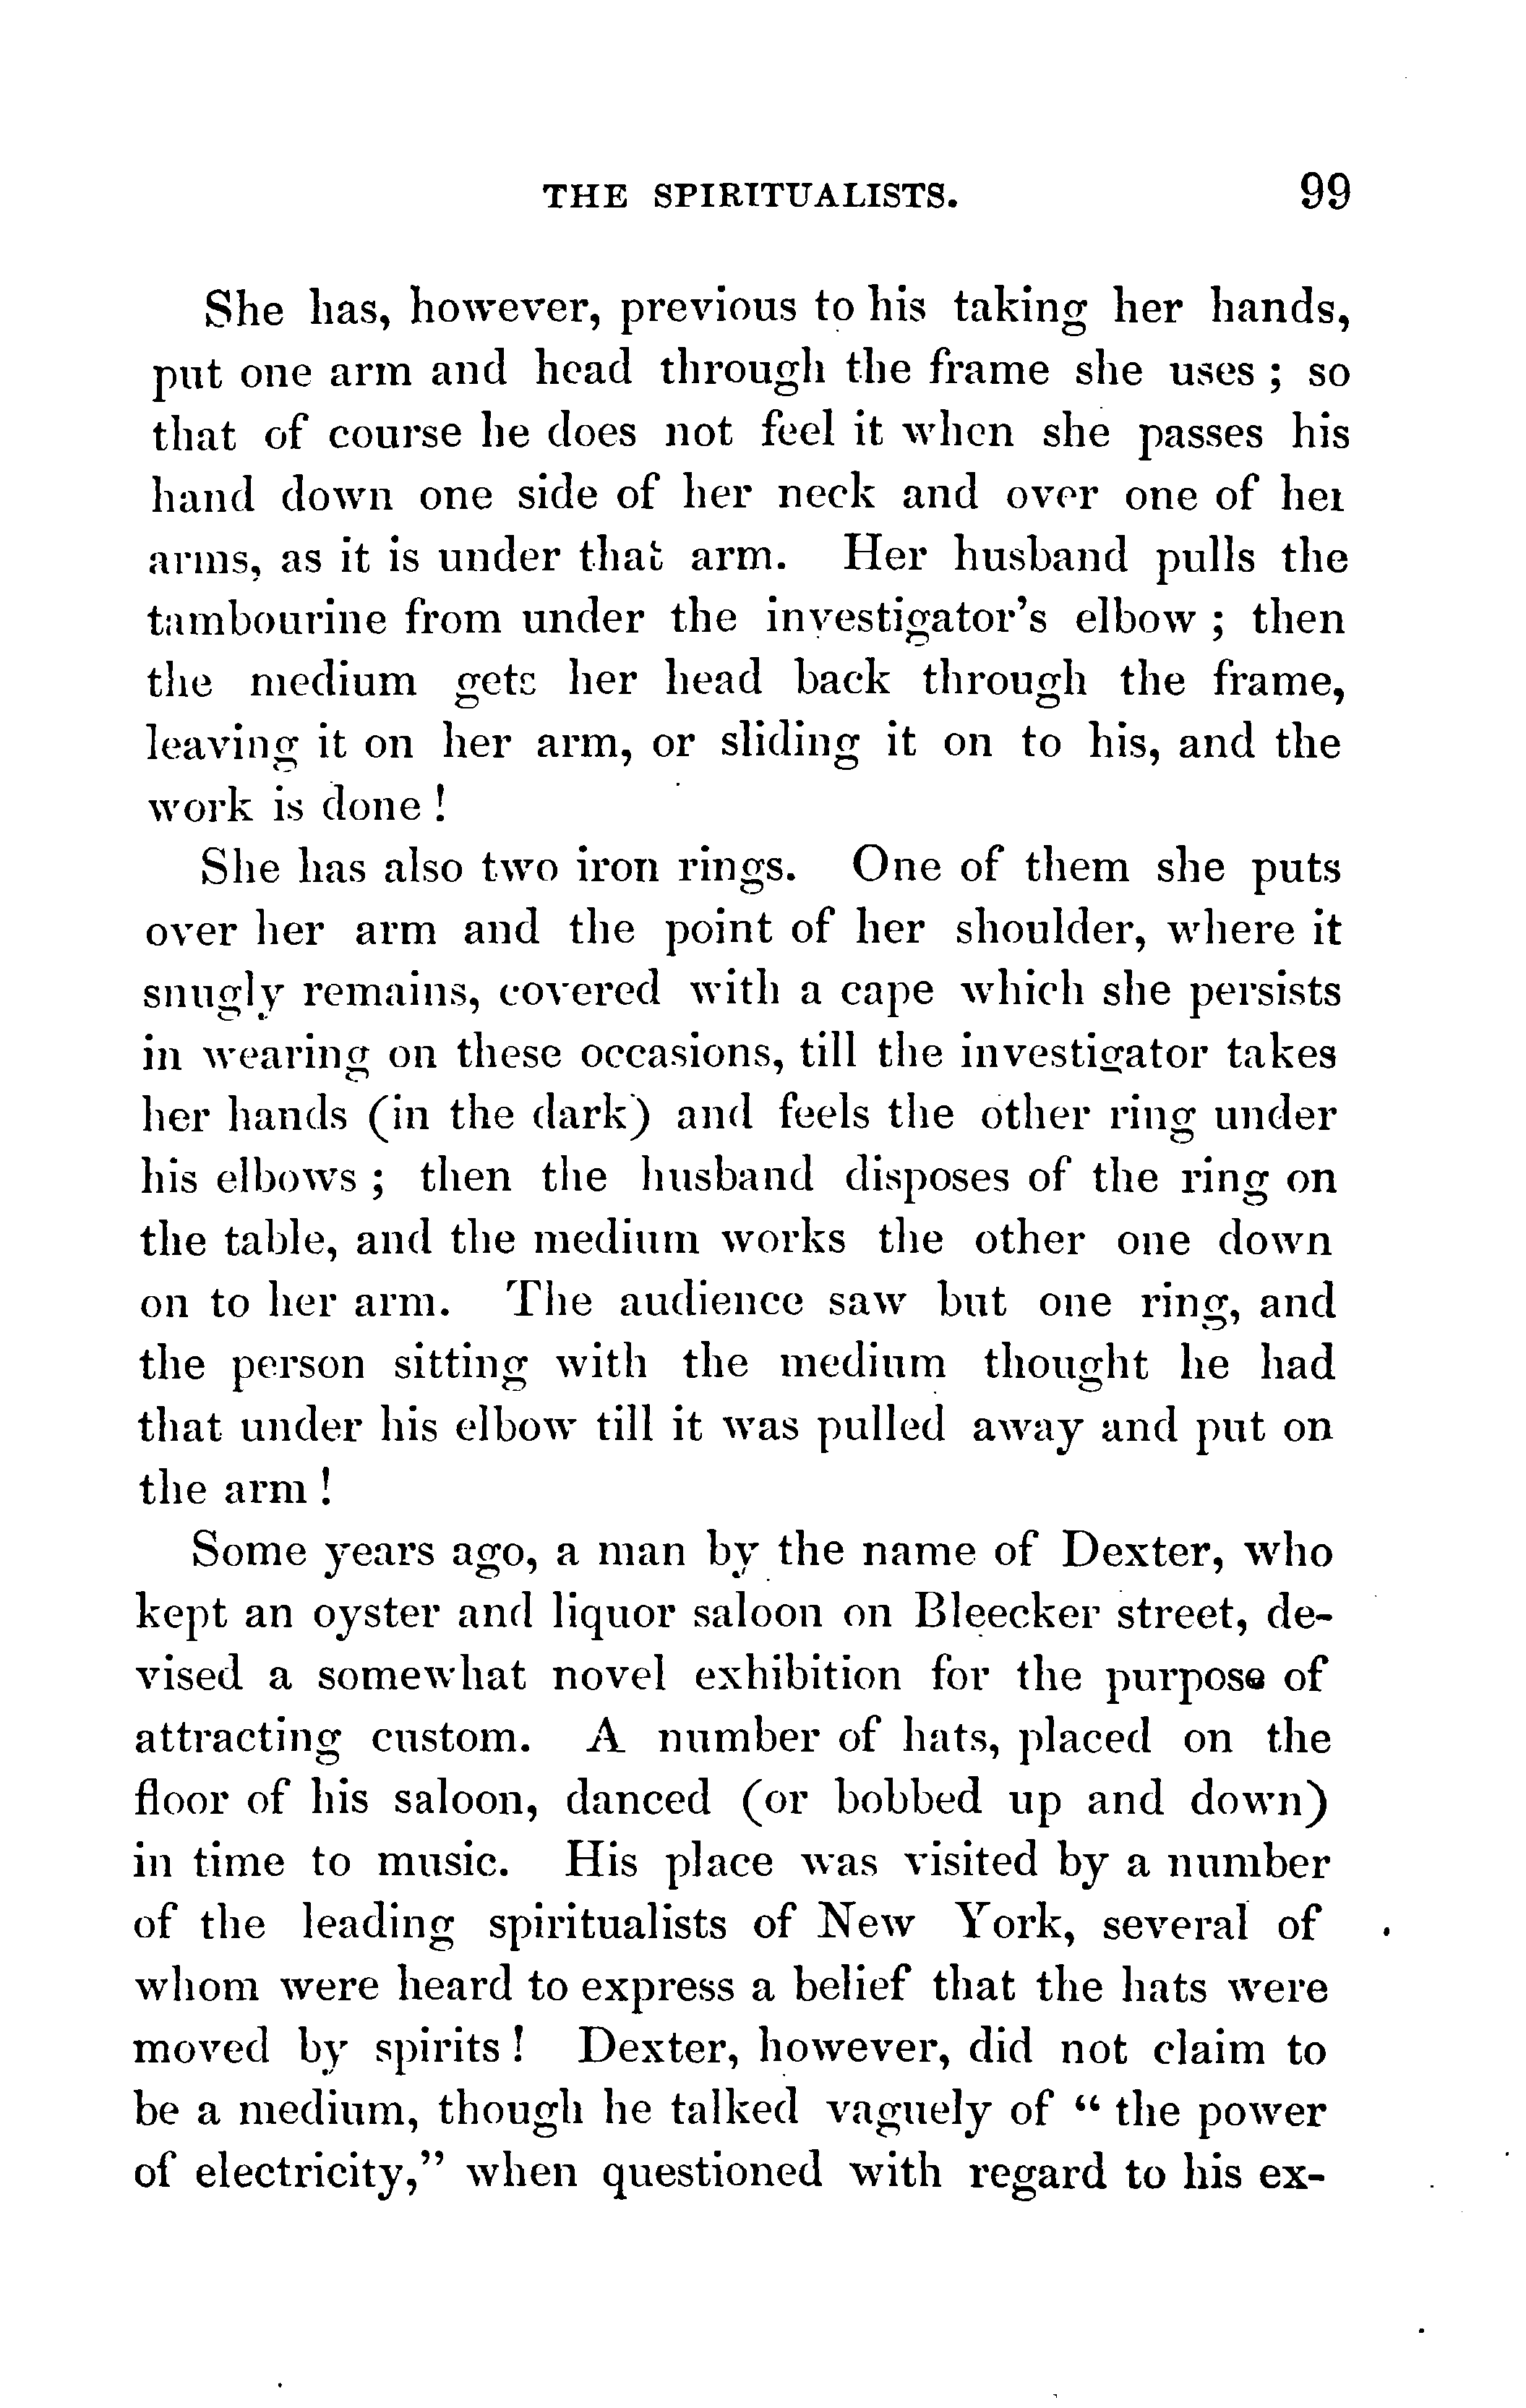 THE SPIRITUALISTS. 99
She has, however, previous to his taking her hands,
put one arm and head through the frame she uses ; so
that of course he does not feel it when she passes his
hand down one side of her neck and over one of her
arms, as it is under that arm. Her husband pulls the
tambourine from under the investigator's elbow ; then
the medium gets her head back through the frame,
leaving it on her arm, or sliding it on to his, and the
work is done !
She has also two iron rings. One of them she puts
over her arm and the point of her shoulder, where it
snugly remains, covered with a cape which she persists
in wearing on these occasions, till the investigator takes
her hands (in the dark) and feels the other ring under
his elbows ; then the husband disposes of the ring on
the table, and the medium works the other one down
on to her arm. The audience saw but one ring, and
the person sitting with the medium thought he had
that under his elbow till it was pulled away and put on
the arm !
Some years ago, a man by the name of Dexter, who
kept an oyster and liquor saloon on Bleecker street, de-
vised a somewhat novel exhibition for the purpose of
attracting custom. A number of hats, placed on the
floor of his saloon, danced (or bobbed up and down)
in time to music. His place was visited by a number
of the leading spiritualists of New York, several of
whom were heard to express a belief that the hats were
moved by spirits ! Dexter, however, did not claim to
be a medium, though he talked vaguely of “ the power
of electricity,” when questioned with regard to his ex-